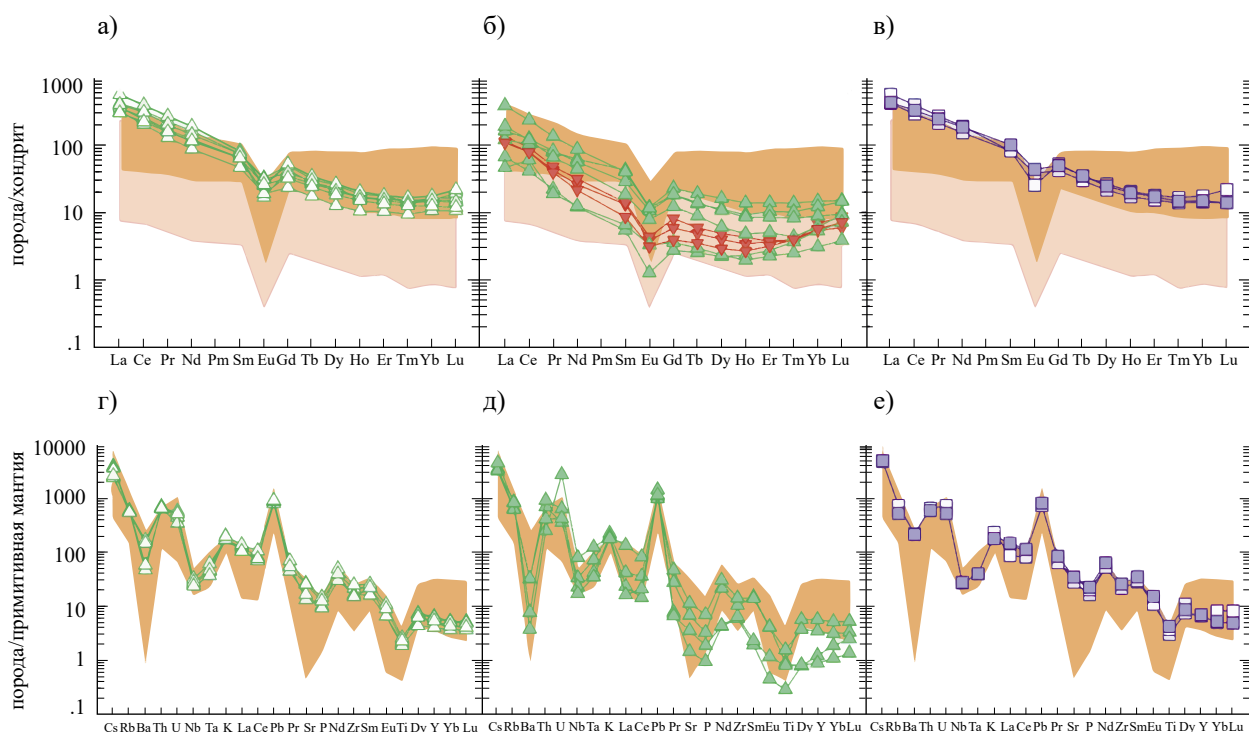 а) б) в)
порода/хондрит
1000
100
10
1
.1
La Ce Pr Nd Pm Sm Eu Gd Tb Dy Ho Er Tm Yb Lu
La Ce Pr Nd Pm Sm Eu Gd Tb Dy Ho Er Tm Yb Lu
La Ce Pr Nd Pm Sm Eu Gd Tb Dy Ho Er Tm Yb Lu
г) д) е)
порода/примитивная мантия
10000
1000
100
10
1
.1
Cs Rb Ba Th U Nb Ta K La Ce Pb Pr Sr P Nd Zr Sm Eu Ti Dy Y Yb Lu
Cs Rb Ba Th U Nb Ta K La Ce Pb Pr Sr P Nd Zr Sm Eu Ti Dy Y Yb Lu
Cs Rb Ba Th U Nb Ta K La Ce Pb Pr Sr P Nd Zr Sm Eu Ti Dy Y Yb Lu